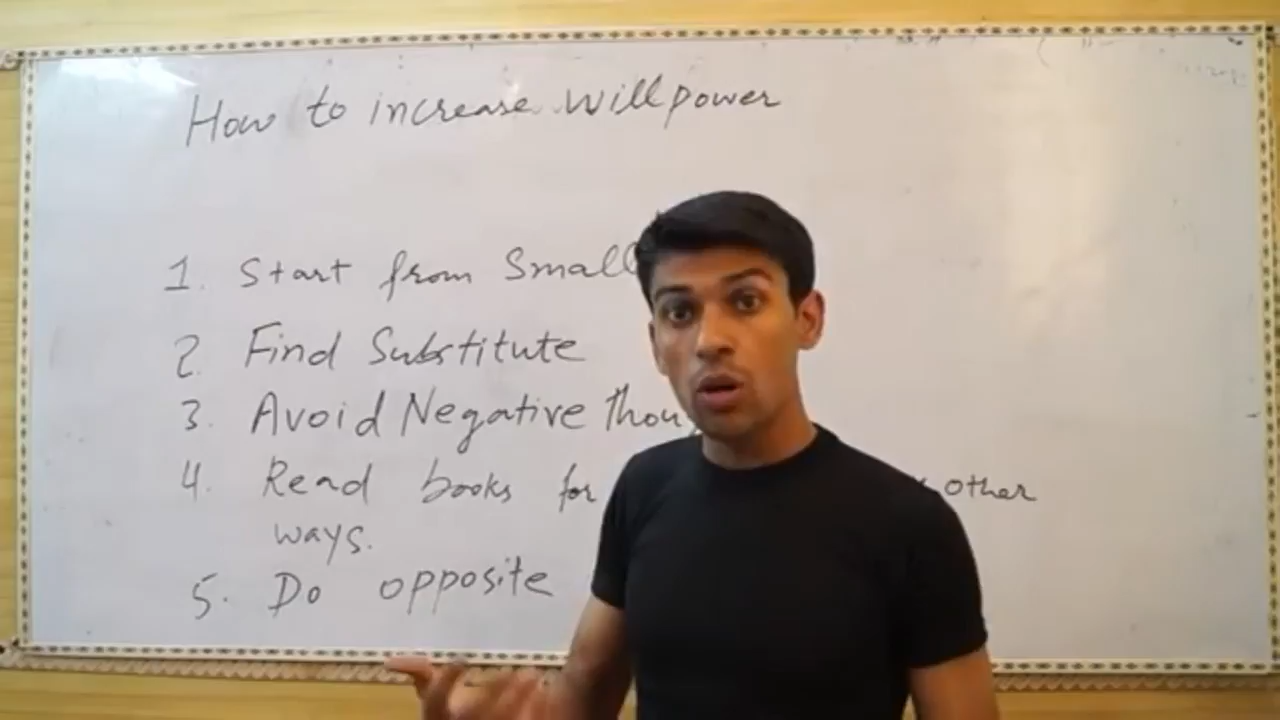 How to increase willpower
1. Start from Small
2. Find Substitute
3. Avoid Negative
4. Read books for other
ways.
5. Do opposite